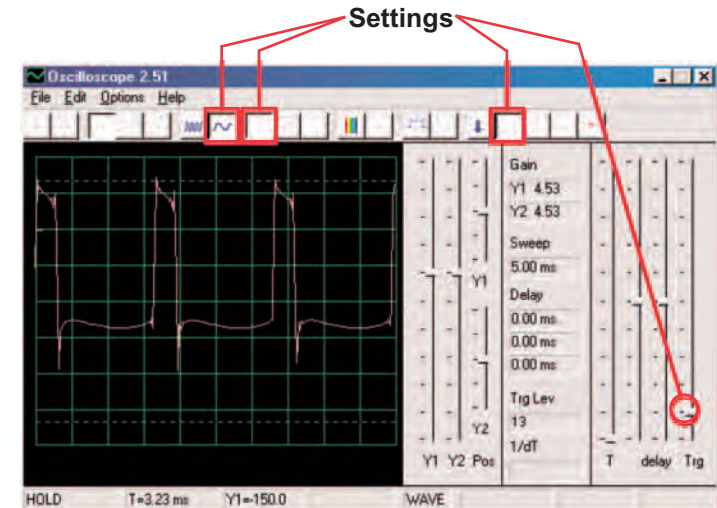 Settings
Oscilloscope 2.51
File Edit Options Help
Gain
Y1 4.53
Y2 4.53
Sweep
5.00 ms
Delay
0.00 ms
0.00 ms
0.00 ms
Trg Lev
13
1/dT
Y1
Y2
Y1 Y2 Pos
T delay Trg
HOLD T=3.23 ms Y1=-150.0 WAVE